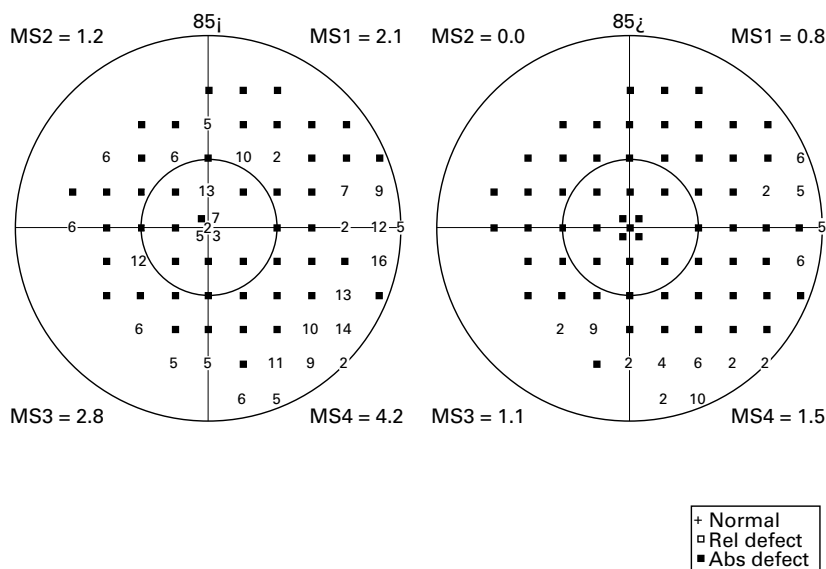 85¡
MS2 = 1.2
MS1 = 2.1
5
6 6 10 2
13 7 9
7
6 2 2 12 5
5 3
12 16
13
6 10 14
5 5 11 9 2
6 5
MS3 = 2.8
MS4 = 4.2
85¿
MS2 = 0.0
MS1 = 0.8
6
2 5
5
6
2 9
2 4 6 2 2
2 10
MS3 = 1.1
MS4 = 1.5
+ Normal
Rel defect
Abs defect